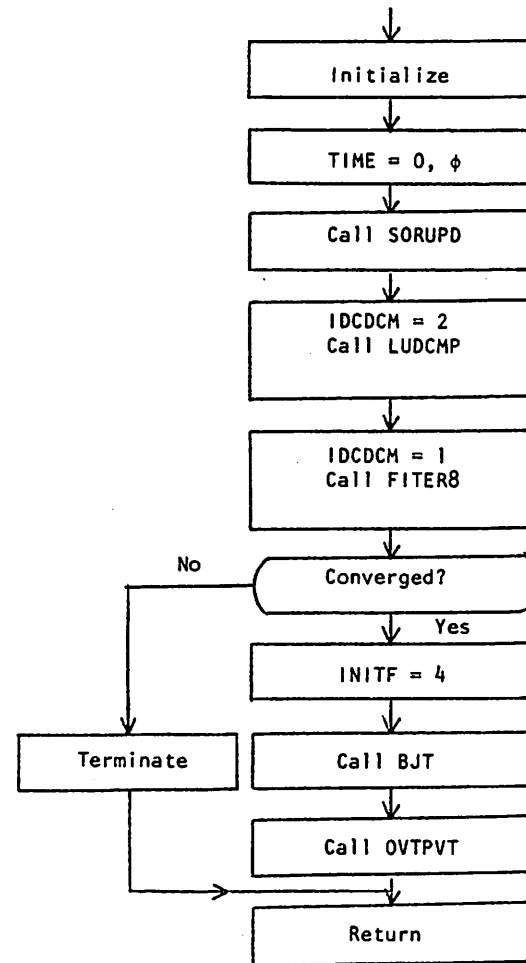 Initialize
TIME = 0, ϕ
Call SORUPD
IDCDCM = 2
Call LUDCMP
IDCDCM = 1
Call FITER8
Converged?
No
Yes
INITF = 4
Terminate
Call BJT
Call OVTPVT
Return